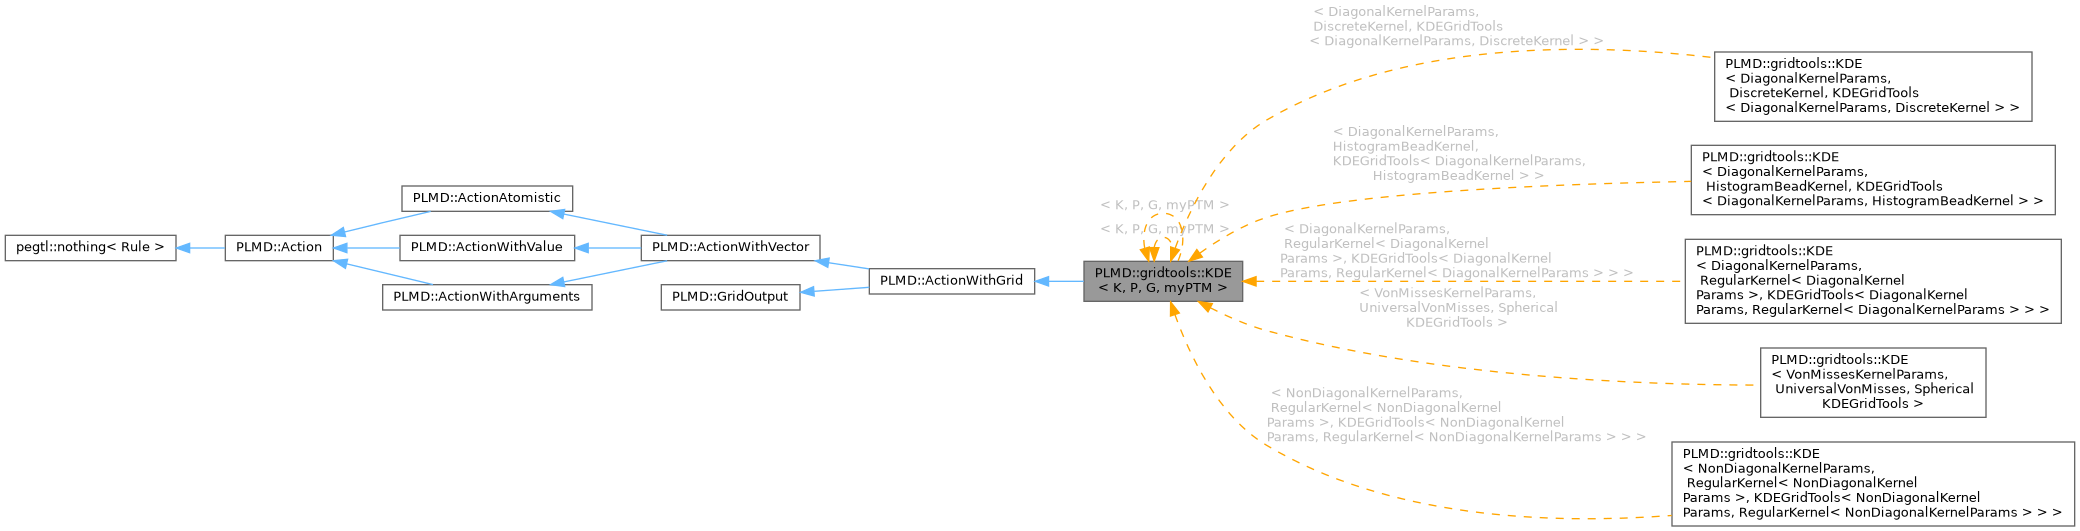 pegtl::nothing< Rule >
PLMD::Action
PLMD::ActionAtomistic
PLMD::ActionWithValue
PLMD::ActionWithArguments
PLMD::ActionWithVector
PLMD::GridOutput
PLMD::ActionWithGrid
PLMD::gridtools::KDE
< K, P, G, myPTM >
< K, P, G, myPTM >
< K, P, G, myPTM >
< DiagonalKernelParams,
DiscreteKernel, KDEGridTools
< DiagonalKernelParams, DiscreteKernel > >
PLMD::gridtools::KDE
< DiagonalKernelParams,
DiscreteKernel, KDEGridTools
< DiagonalKernelParams, DiscreteKernel > >
< DiagonalKernelParams,
HistogramBeadKernel,
KDEGridTools< DiagonalKernelParams,
HistogramBeadKernel > >
PLMD::gridtools::KDE
< DiagonalKernelParams,
HistogramBeadKernel, KDEGridTools
< DiagonalKernelParams, HistogramBeadKernel > >
< DiagonalKernelParams,
RegularKernel< DiagonalKernel
Params >, KDEGridTools< DiagonalKernel
Params, RegularKernel< DiagonalKernelParams > > >
PLMD::gridtools::KDE
< DiagonalKernelParams,
RegularKernel< DiagonalKernel
Params >, KDEGridTools< DiagonalKernel
Params, RegularKernel< DiagonalKernelParams > > >
< VonMissesKernelParams,
UniversalVonMisses, Spherical
KDEGridTools >
PLMD::gridtools::KDE
< VonMissesKernelParams,
UniversalVonMisses, Spherical
KDEGridTools >
< NonDiagonalKernelParams,
RegularKernel< NonDiagonalKernel
Params >, KDEGridTools< NonDiagonalKernel
Params, RegularKernel< NonDiagonalKernelParams > > >
PLMD::gridtools::KDE
< NonDiagonalKernelParams,
RegularKernel< NonDiagonalKernel
Params >, KDEGridTools< NonDiagonalKernel
Params, RegularKernel< NonDiagonalKernelParams > > >